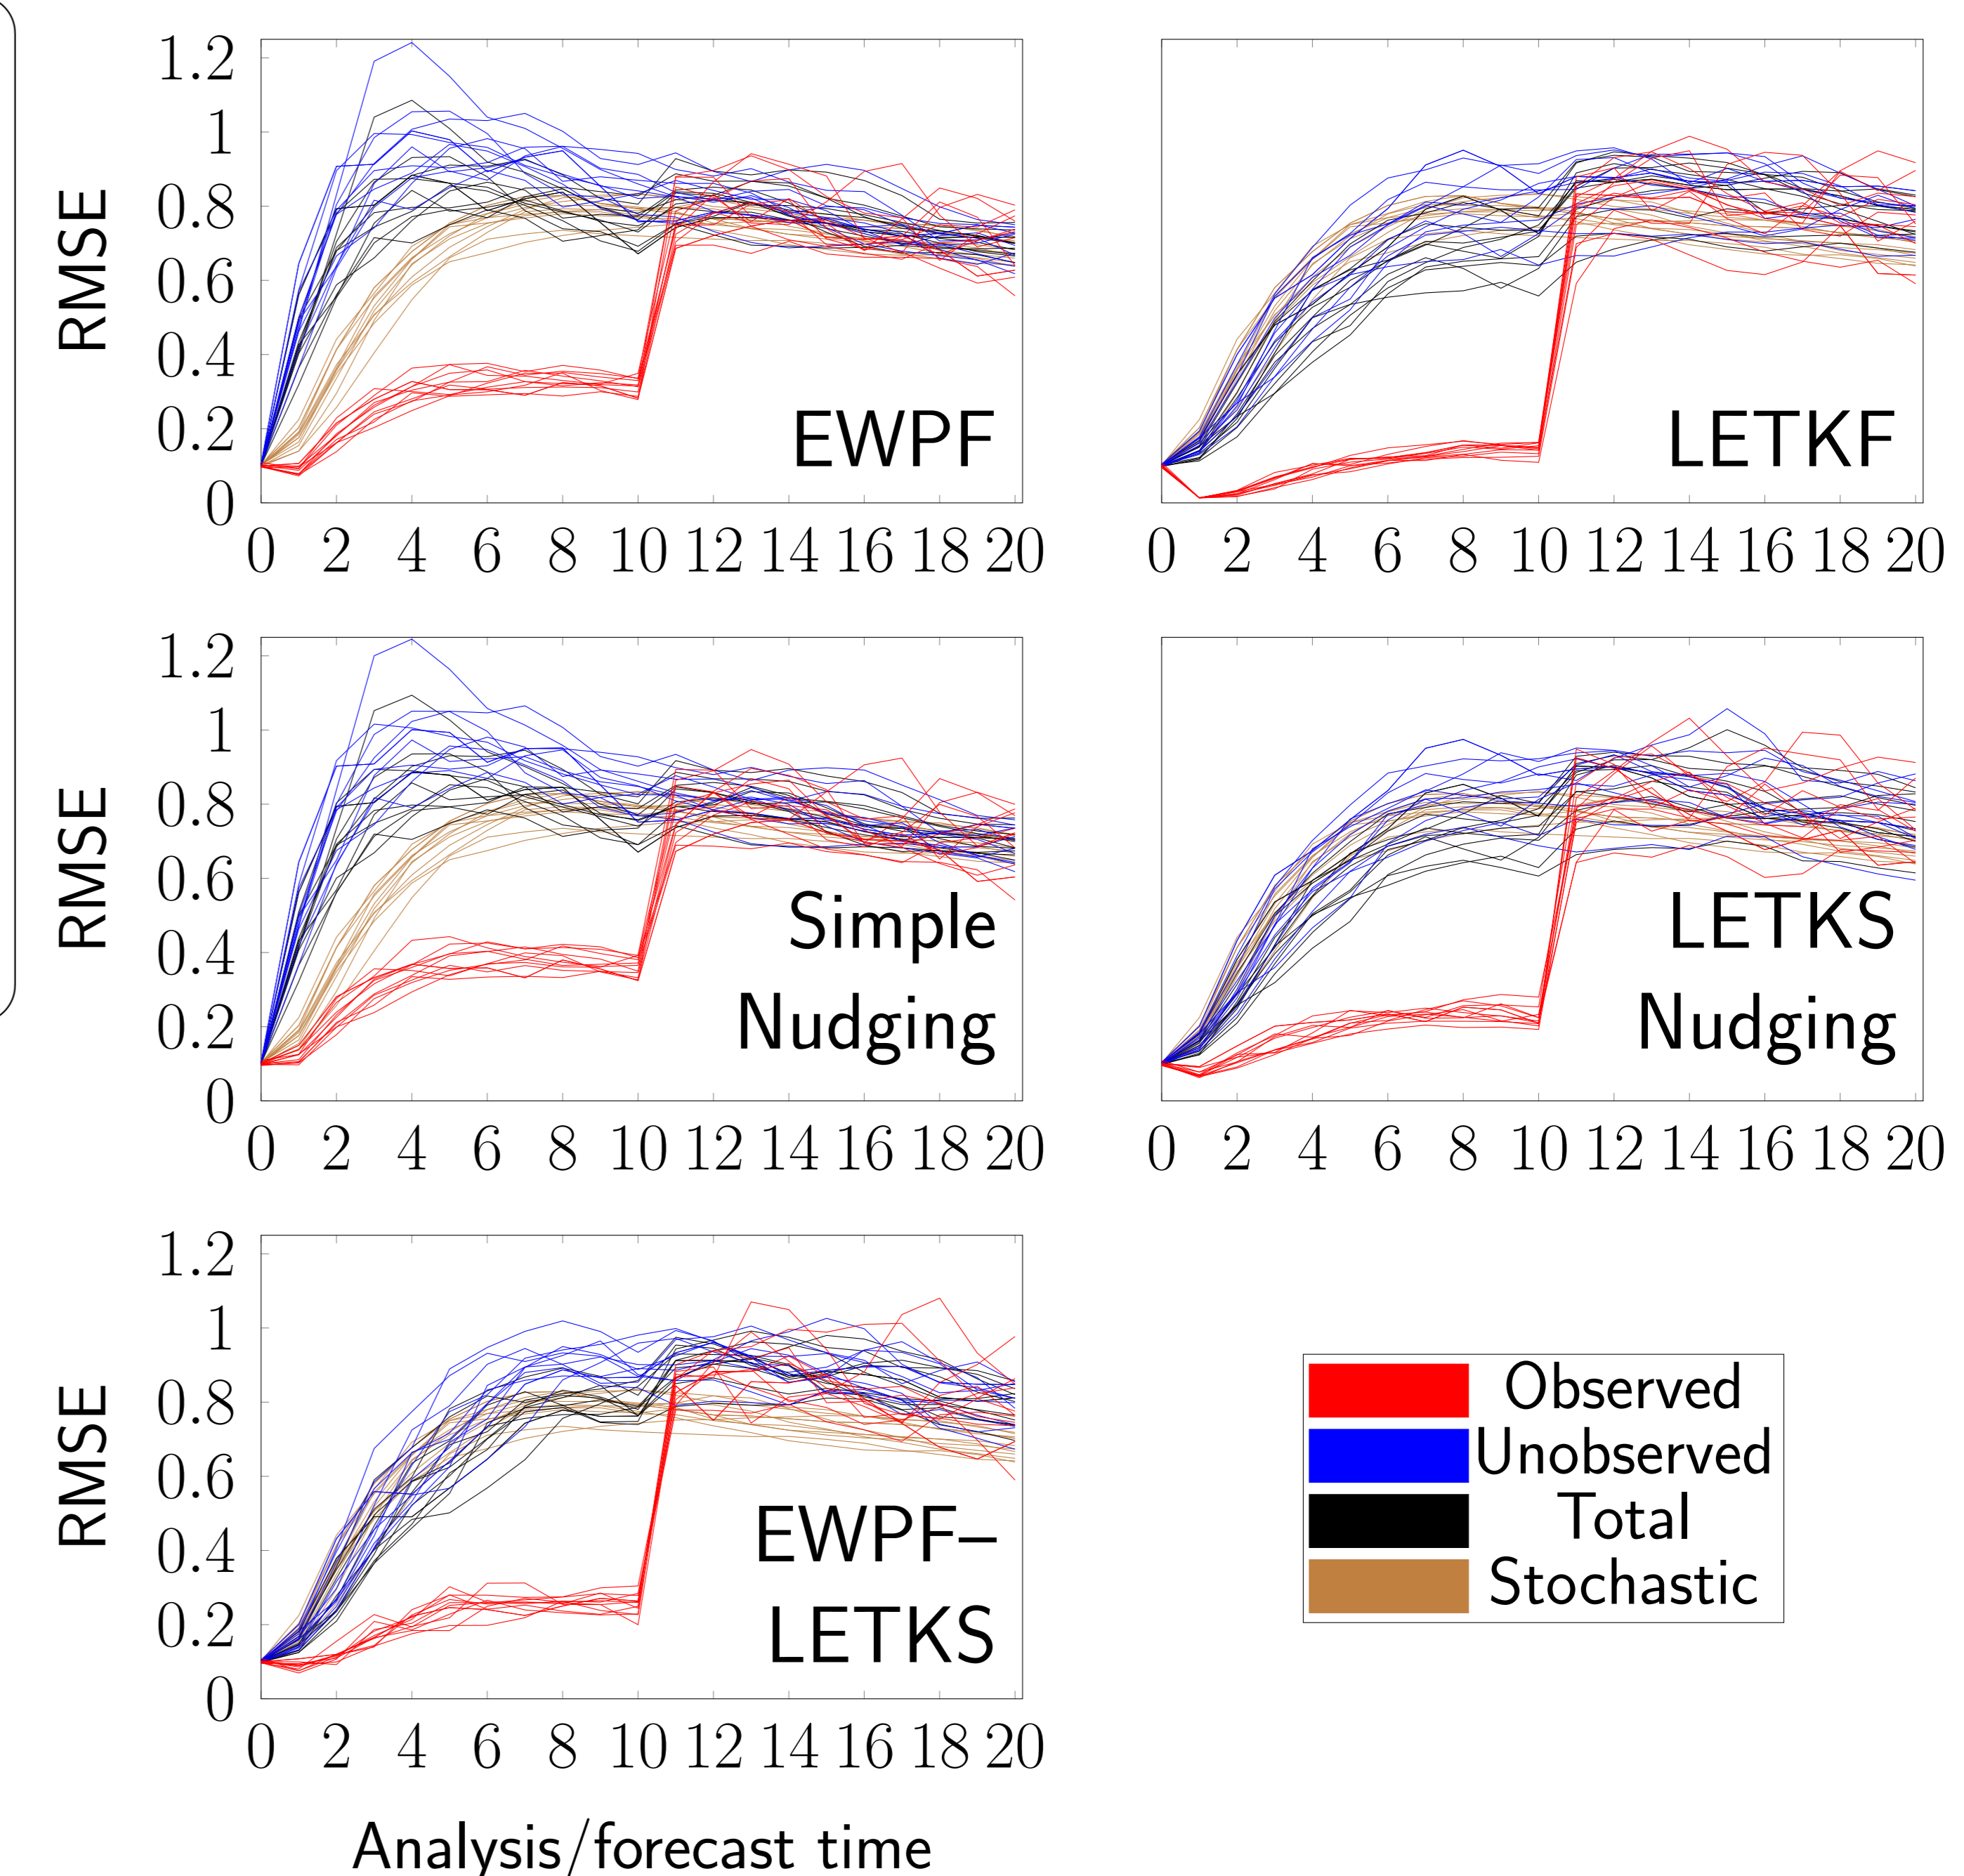 RMSE
1.2
1
0.8
0.6
0.4
0.2
0
EWPF
0 2 4 6 8 10 12 14 16 18 20
LETKF
0 2 4 6 8 10 12 14 16 18 20
RMSE
1.2
1
0.8
0.6
0.4
0.2
0
Simple
Nudging
0 2 4 6 8 10 12 14 16 18 20
LETKS
Nudging
0 2 4 6 8 10 12 14 16 18 20
RMSE
1.2
1
0.8
0.6
0.4
0.2
0
EWPF–
LETKS
0 2 4 6 8 10 12 14 16 18 20
Analysis/forecast time
Observed
Unobserved
Total
Stochastic